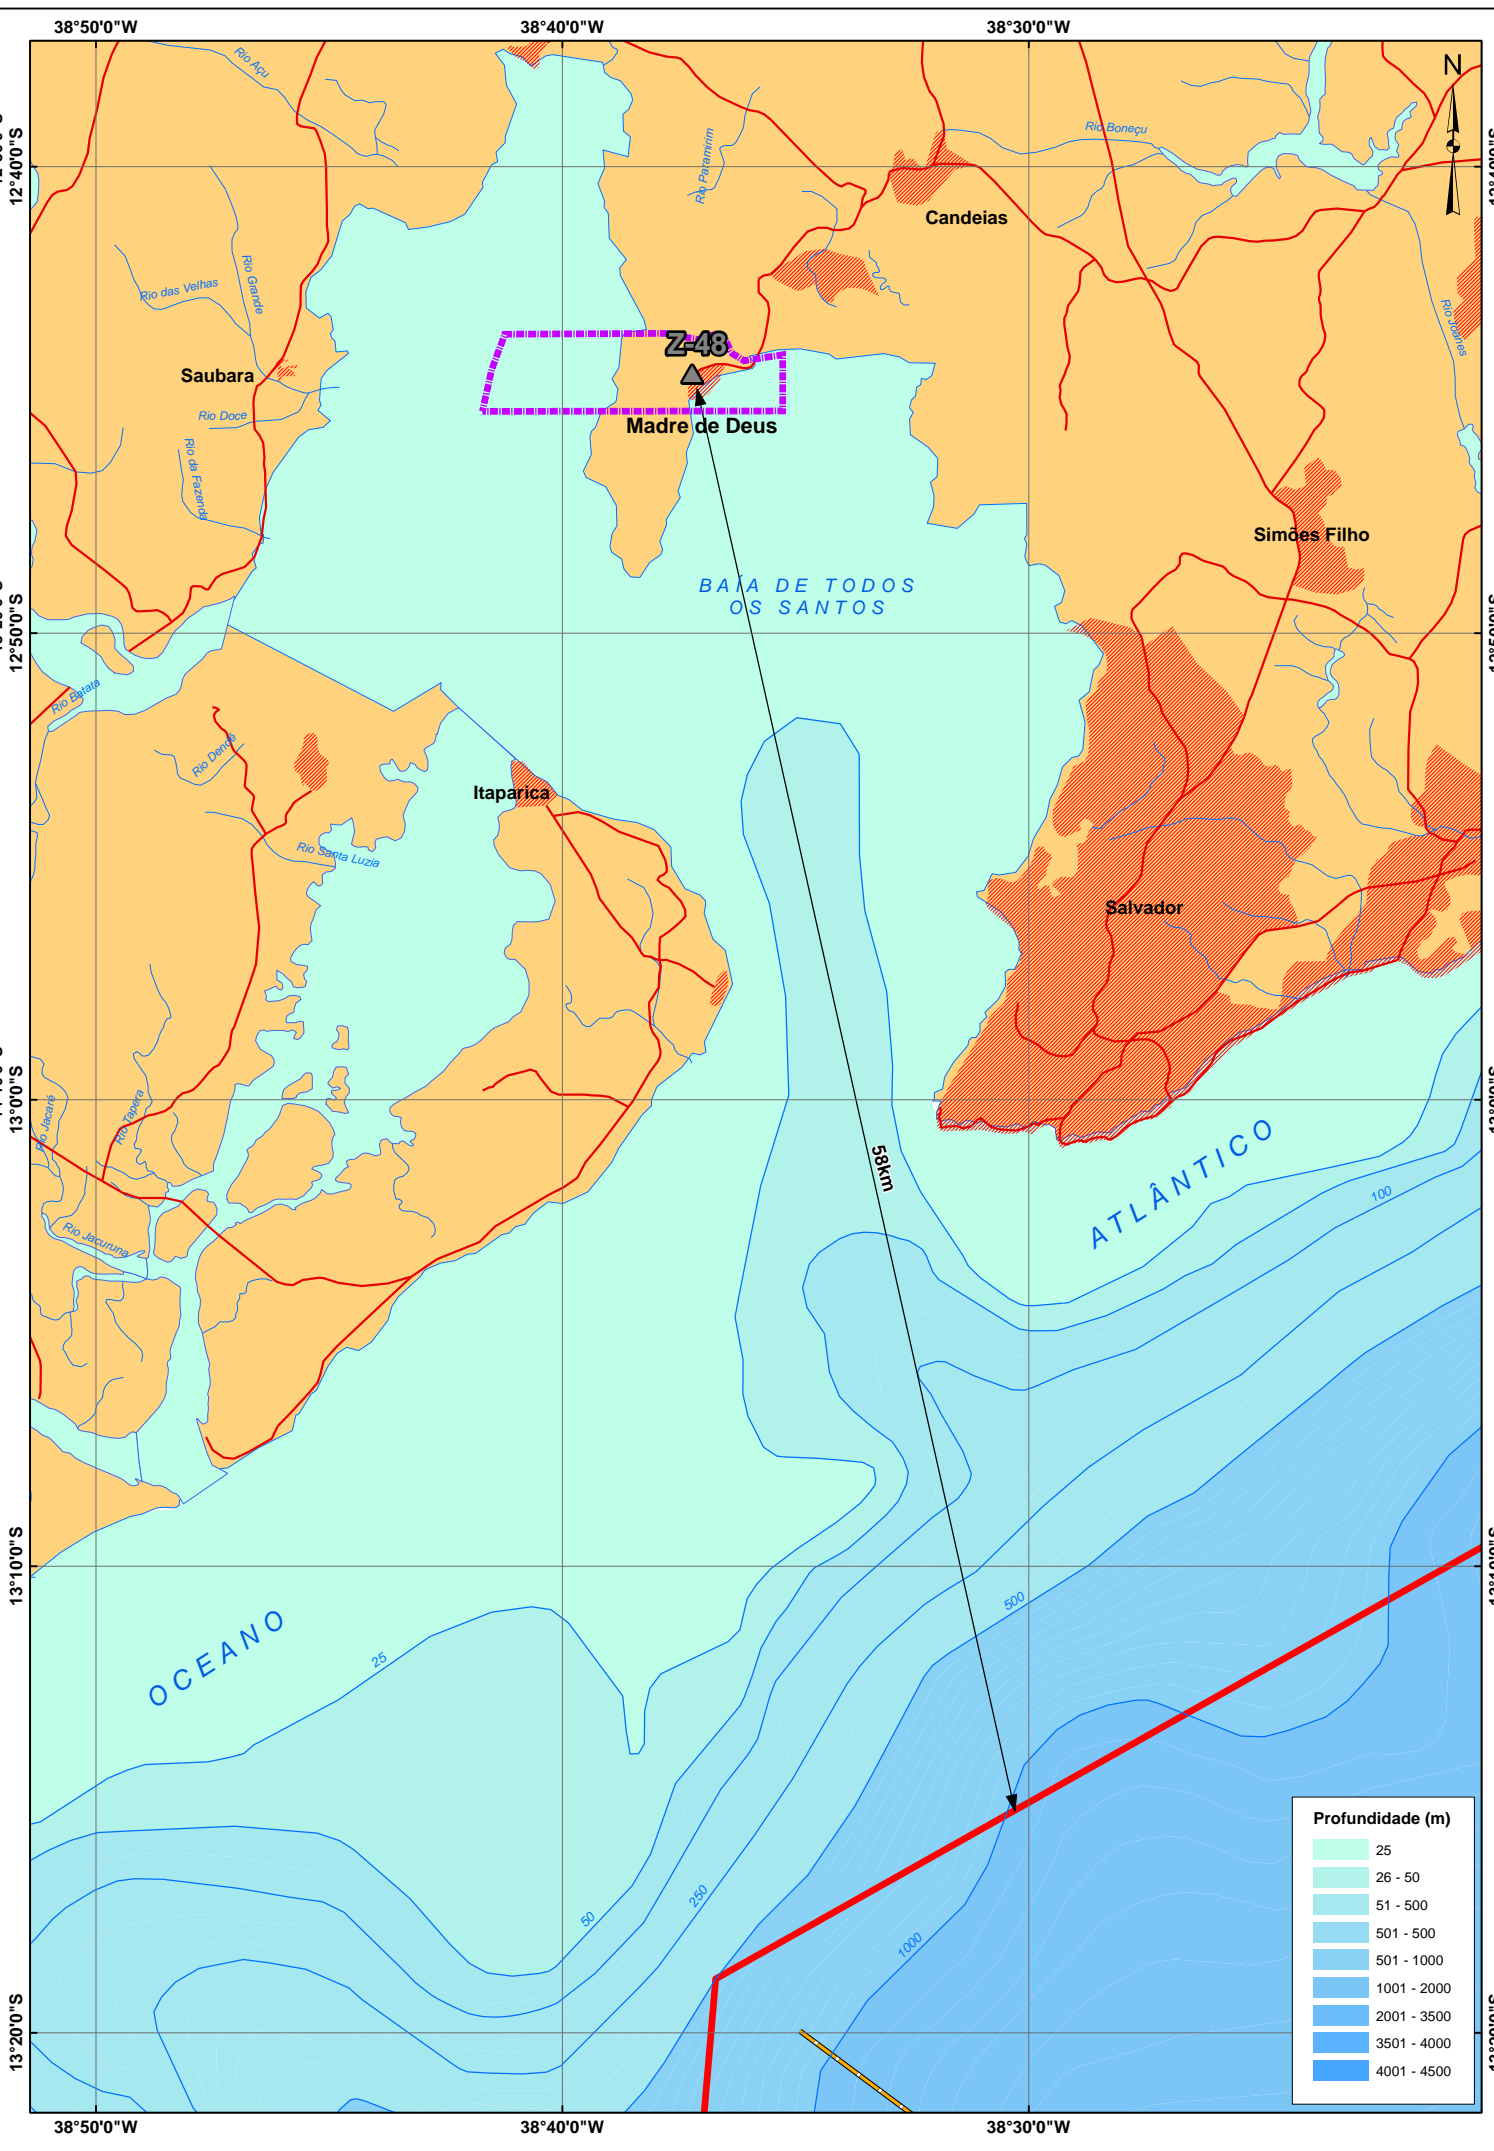 38°50'0"W
38°40'0"W
38°30'0"W
N
Rio Açu
Rio Paramirim
Rio Boneçu
12°40'0"S
Candeias
Rio das Velhas
Rio Grande
Rio Joanes
Z-48
Saubara
Rio Doce
Madre de Deus
Rio da Fazenda
Simões Filho
BAÍA DE TODOS
OS SANTOS
12°50'0"S
Rio Batata
Rio Dendê
Itaparica
Rio Santa Luzia
Salvador
13°0'0"S
Rio Jacaré
Rio Tapera
58km
ATLÂNTICO
100
Rio Jacuruna
13°10'0"S
500
OCEANO
25
250
50
1000
13°20'0"S
Profundidade (m)
25
26 - 50
51 - 500
501 - 500
501 - 1000
1001 - 2000
2001 - 3500
3501 - 4000
4001 - 4500
38°50'0"W
38°40'0"W
38°30'0"W